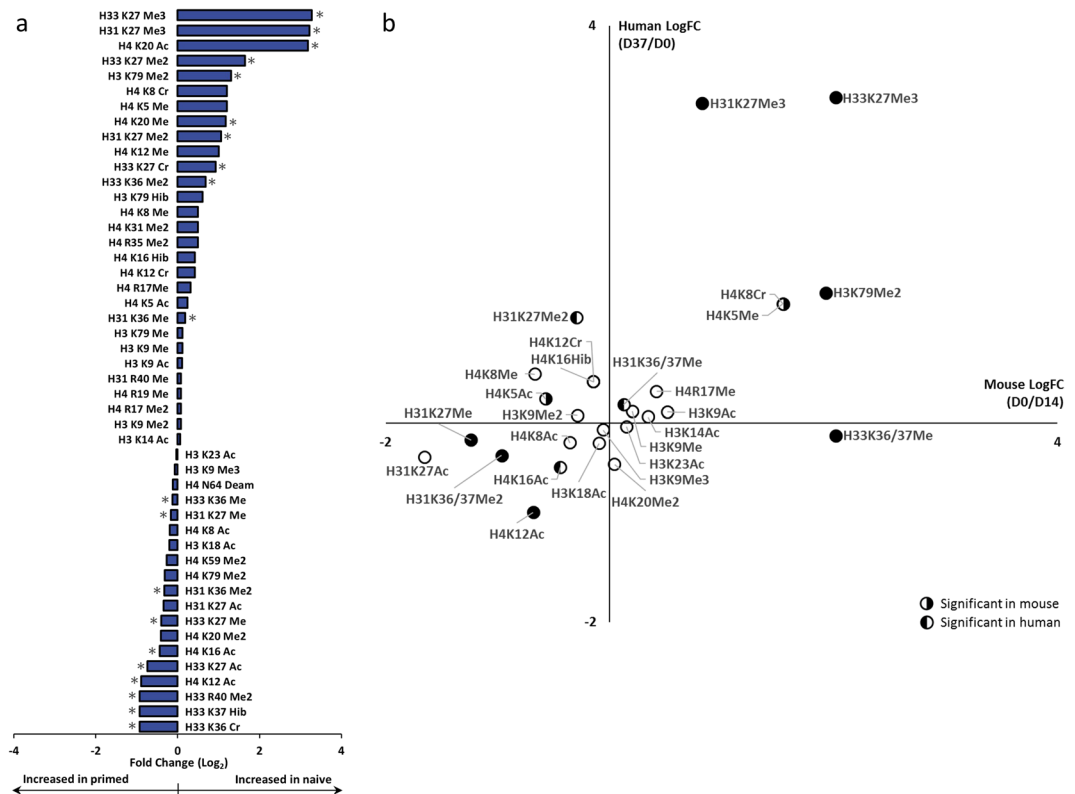 a
H33 K27 Me3
*
H31 K27 Me3
*
H4 K20 Ac
*
H33 K27 Me2
*
H3 K79 Me2
*
H4 K8 Cr
H4 K5 Me
H4 K20 Me
*
H31 K27 Me2
*
H4 K12 Me
H33 K27 Cr
*
H33 K36 Me2
*
H3 K79 Hib
H4 K8 Me
H4 K31 Me2
H4 R35 Me2
H4 K16 Hib
H4 K12 Cr
H4 R17Me
H4 K5 Ac
H31 K36 Me
*
H3 K79 Me
H3 K9 Me
H3 K9 Ac
H31 R40 Me
H4 R19 Me
H4 R17 Me2
H3 K9 Me2
H3 K14 Ac
H3 K23 Ac
H3 K9 Me3
H4 N64 Deam
* H33 K36 Me
* H31 K27 Me
H4 K8 Ac
H3 K18 Ac
H4 K59 Me2
H4 K79 Me2
* H31 K36 Me2
H31 K27 Ac
* H33 K27 Me
H4 K20 Me2
* H4 K16 Ac
* H33 K27 Ac
* H4 K12 Ac
* H33 R40 Me2
* H33 K37 Hib
* H33 K36 Cr
-4 -2 0 2 4
Fold Change (Log2)
Increased in primed Increased in naive
b
4
Human LogFC
(D37/D0)
H31K27Me3
H33K27Me3
H4K8Cr
H4K5Me
H3K79Me2
H31K27Me2
H4K12Cr
H4K16Hib
H31K36/37Me
H4K8Me
H4K5Ac
H4R17Me
Mouse LogFC
(D0/D14)
H31K27Me
H3K9Me2
H3K9Ac
H3K14Ac
-2
4
H4K8Ac
H3K9Me
H33K36/37Me
H31K27Ac
H3K23Ac
H4K16Ac
H3K9Me3
H31K36/37Me2
H3K18Ac
H4K20Me2
H4K12Ac
-2
Significant in mouse
Significant in human